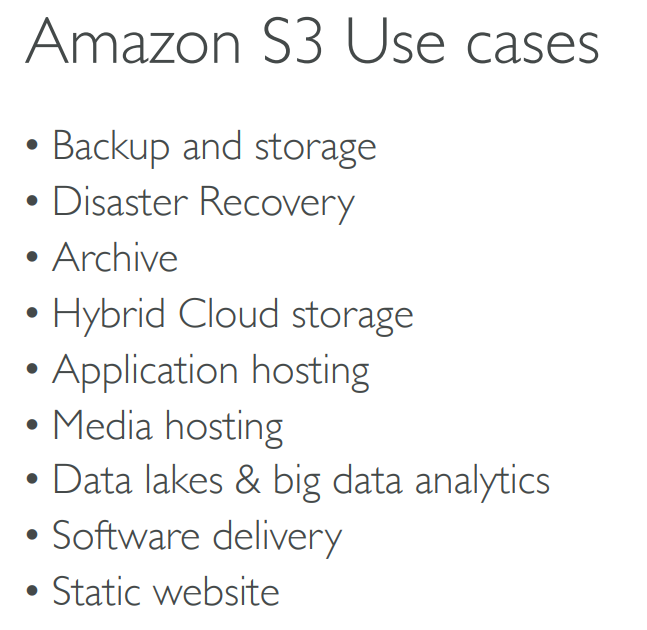 Amazon S3 Use cases
• Backup and storage
• Disaster Recovery
• Archive
• Hybrid Cloud storage
• Application hosting
• Media hosting
• Data lakes & big data analytics
• Software delivery
• Static website